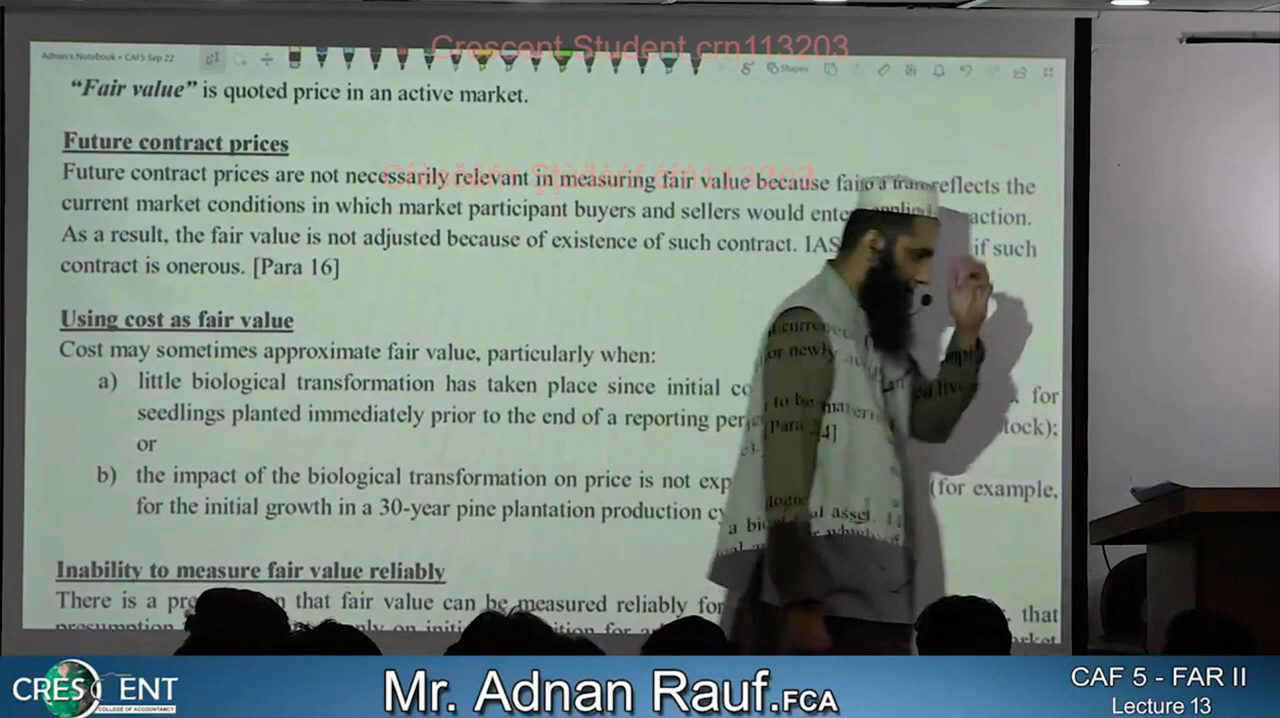 Crescent Student crn113203
Adnan's Notebook » CAF5 Sep 22
Shapes
“Fair value” is quoted price in an active market.
Future contract prices
Future contract prices are not necessarily relevant in measuring fair value because fair reflects the
current market conditions in which market participant buyers and sellers would action.
As a result, the fair value is not adjusted because of existence of such contract. IAS if such
contract is onerous. [Para 16]
Using cost as fair value
Cost may sometimes approximate fair value, particularly when:
a) little biological transformation has taken place since initial for
seedlings planted immediately prior to the end of a reporting
or
b) the impact of the biological transformation on price is not (for example,
for the initial growth in a 30-year pine plantation production
Inability to measure fair value reliably
There is a that fair value can be measured reliably for that
presumption
CRESCENT
COLLEGE OF ACCOUNTANCY
Mr. Adnan Rauf.FCA
CAF 5 - FAR II
Lecture 13